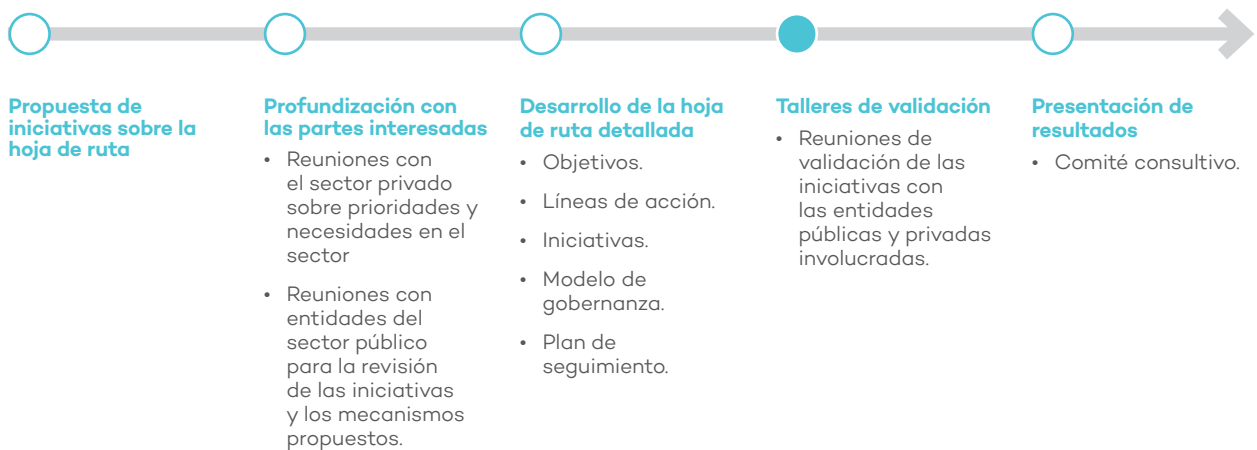 Propuesta de
iniciativas sobre la
hoja de ruta
Profundización con
las partes interesadas
• Reuniones con
el sector privado
sobre prioridades y
necesidades en el
sector
• Reuniones con
entidades del
sector público
para la revisión
de las iniciativas
y los mecanismos
propuestos.
Desarrollo de la hoja
de ruta detallada
• Objetivos.
• Líneas de acción.
• Iniciativas.
• Modelo de
gobernanza.
• Plan de
seguimiento.
Talleres de validación
• Reuniones de
validación de las
iniciativas con
las entidades
públicas y privadas
involucradas.
Presentación de
resultados
• Comité consultivo.